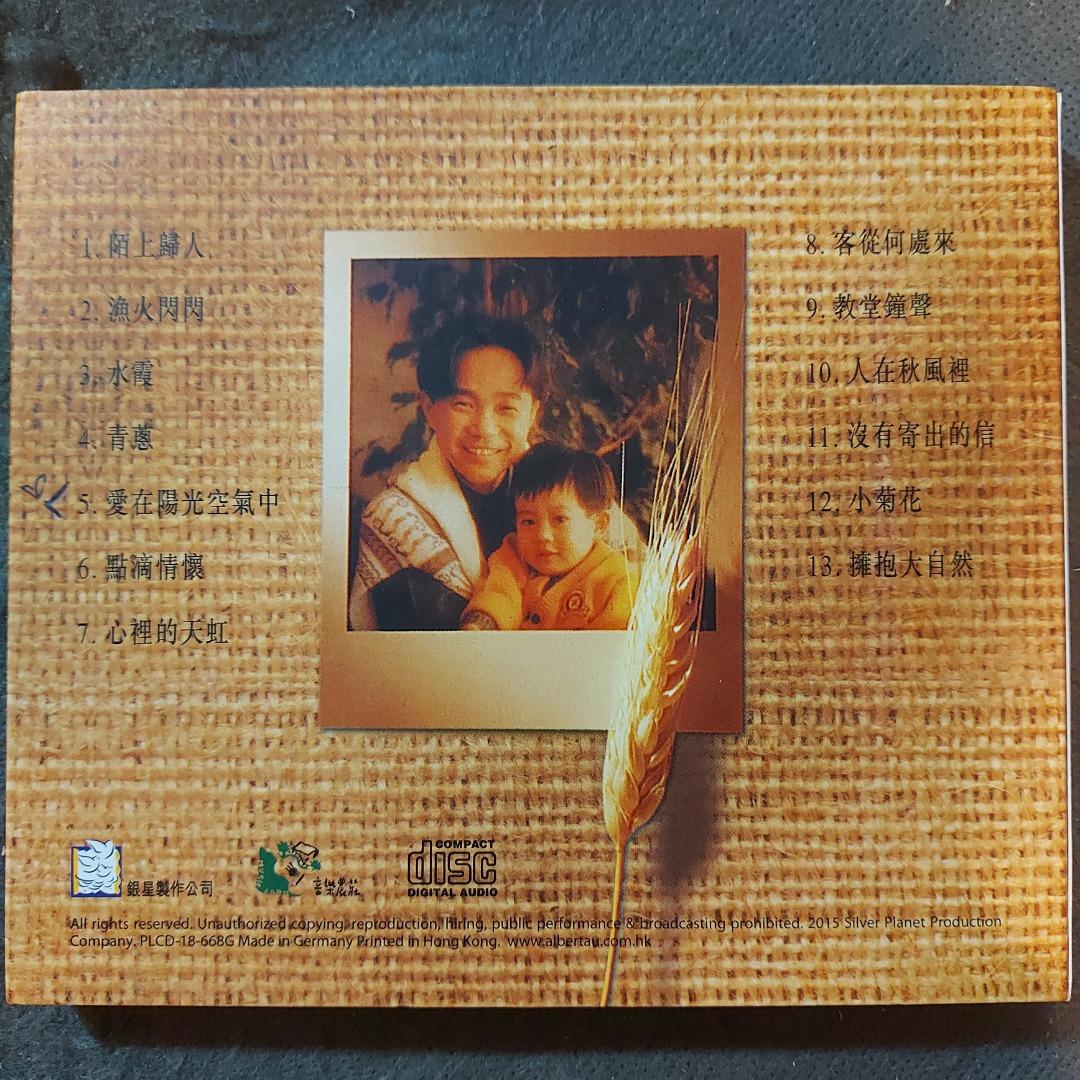 1. 陌上歸人
2. 漁火閃閃
3. 水霞
4. 青蔥
5. 愛在陽光空氣中
6. 點滴情懷
7. 心裡的天虹
8. 客從何處來
9. 教堂鐘聲
10. 人在秋風裡
11. 沒有寄出的信
12. 小菊花
13. 擁抱大自然
銀星製作公司
音樂農莊
COMPACT
disc
DIGITAL AUDIO
All rights reserved. Unauthorized copying, reproduction, hiring, public performance & broadcasting prohibited. 2015 Silver Planet Production
Company. PLCD-18-668G Made in Germany Printed in Hong Kong. www.albertau.com.hk